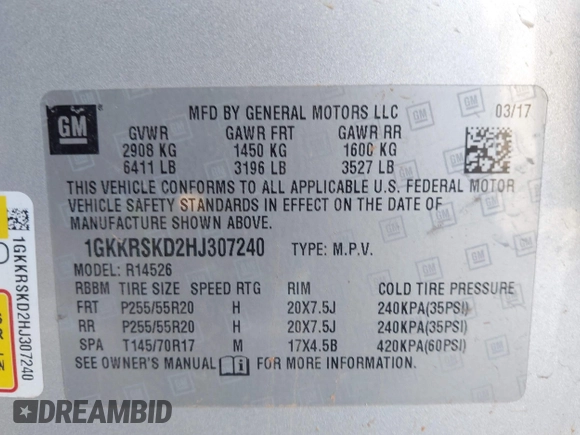 GM
MFD BY GENERAL MOTORS LLC 03/17
GVWR GAWR FRT GAWR RR
2908 KG 1450 KG 1600 KG
6411 LB 3196 LB 3527 LB
THIS VEHICLE CONFORMS TO ALL APPLICABLE U.S. FEDERAL MOTOR
VEHICLE SAFETY STANDARDS IN EFFECT ON THE DATE OF
MANUFACTURE SHOWN ABOVE.
1GKKRSKD2HJ307240 TYPE: M.P.V.
MODEL: R14526
RBBM TIRE SIZE SPEED RTG RIM COLD TIRE PRESSURE
FRT P255/55R20 H 20X7.5J 240KPA(35PSI)
RR P255/55R20 H 20X7.5J 240KPA(35PSI)
SPA T145/70R17 M 17X4.5B 420KPA(60PSI)
SEE OWNER'S MANUAL FOR MORE INFORMATION.
1GKKRSKD2HJ307240
DREAMBID